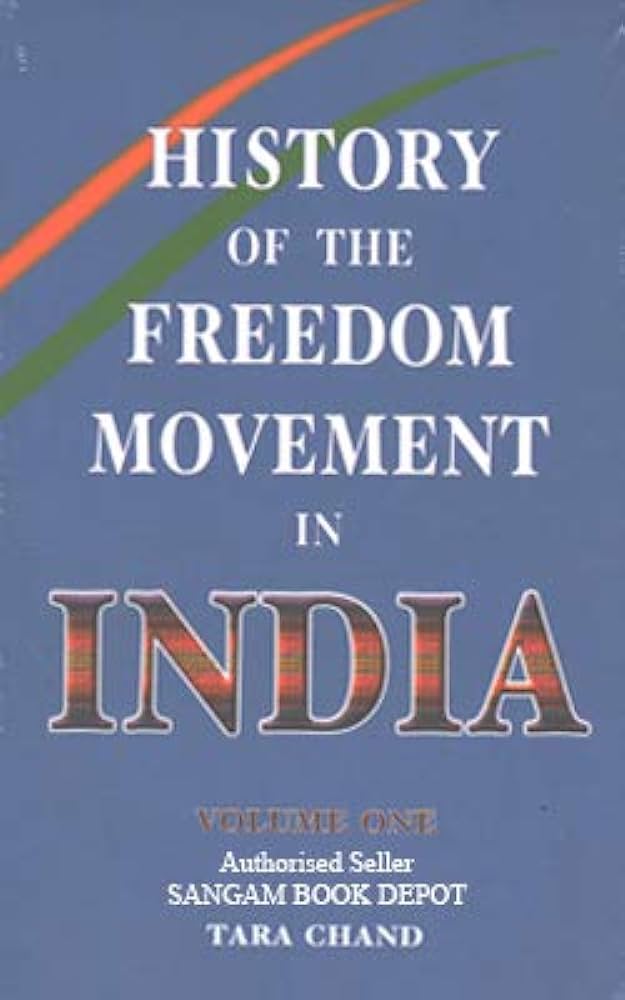 HISTORY
OF THE
FREEDOM
MOVEMENT
IN
INDIA
VOLUME ONE
Authorised Seller
SANGAM BOOK DEPOT
TARA CHAND